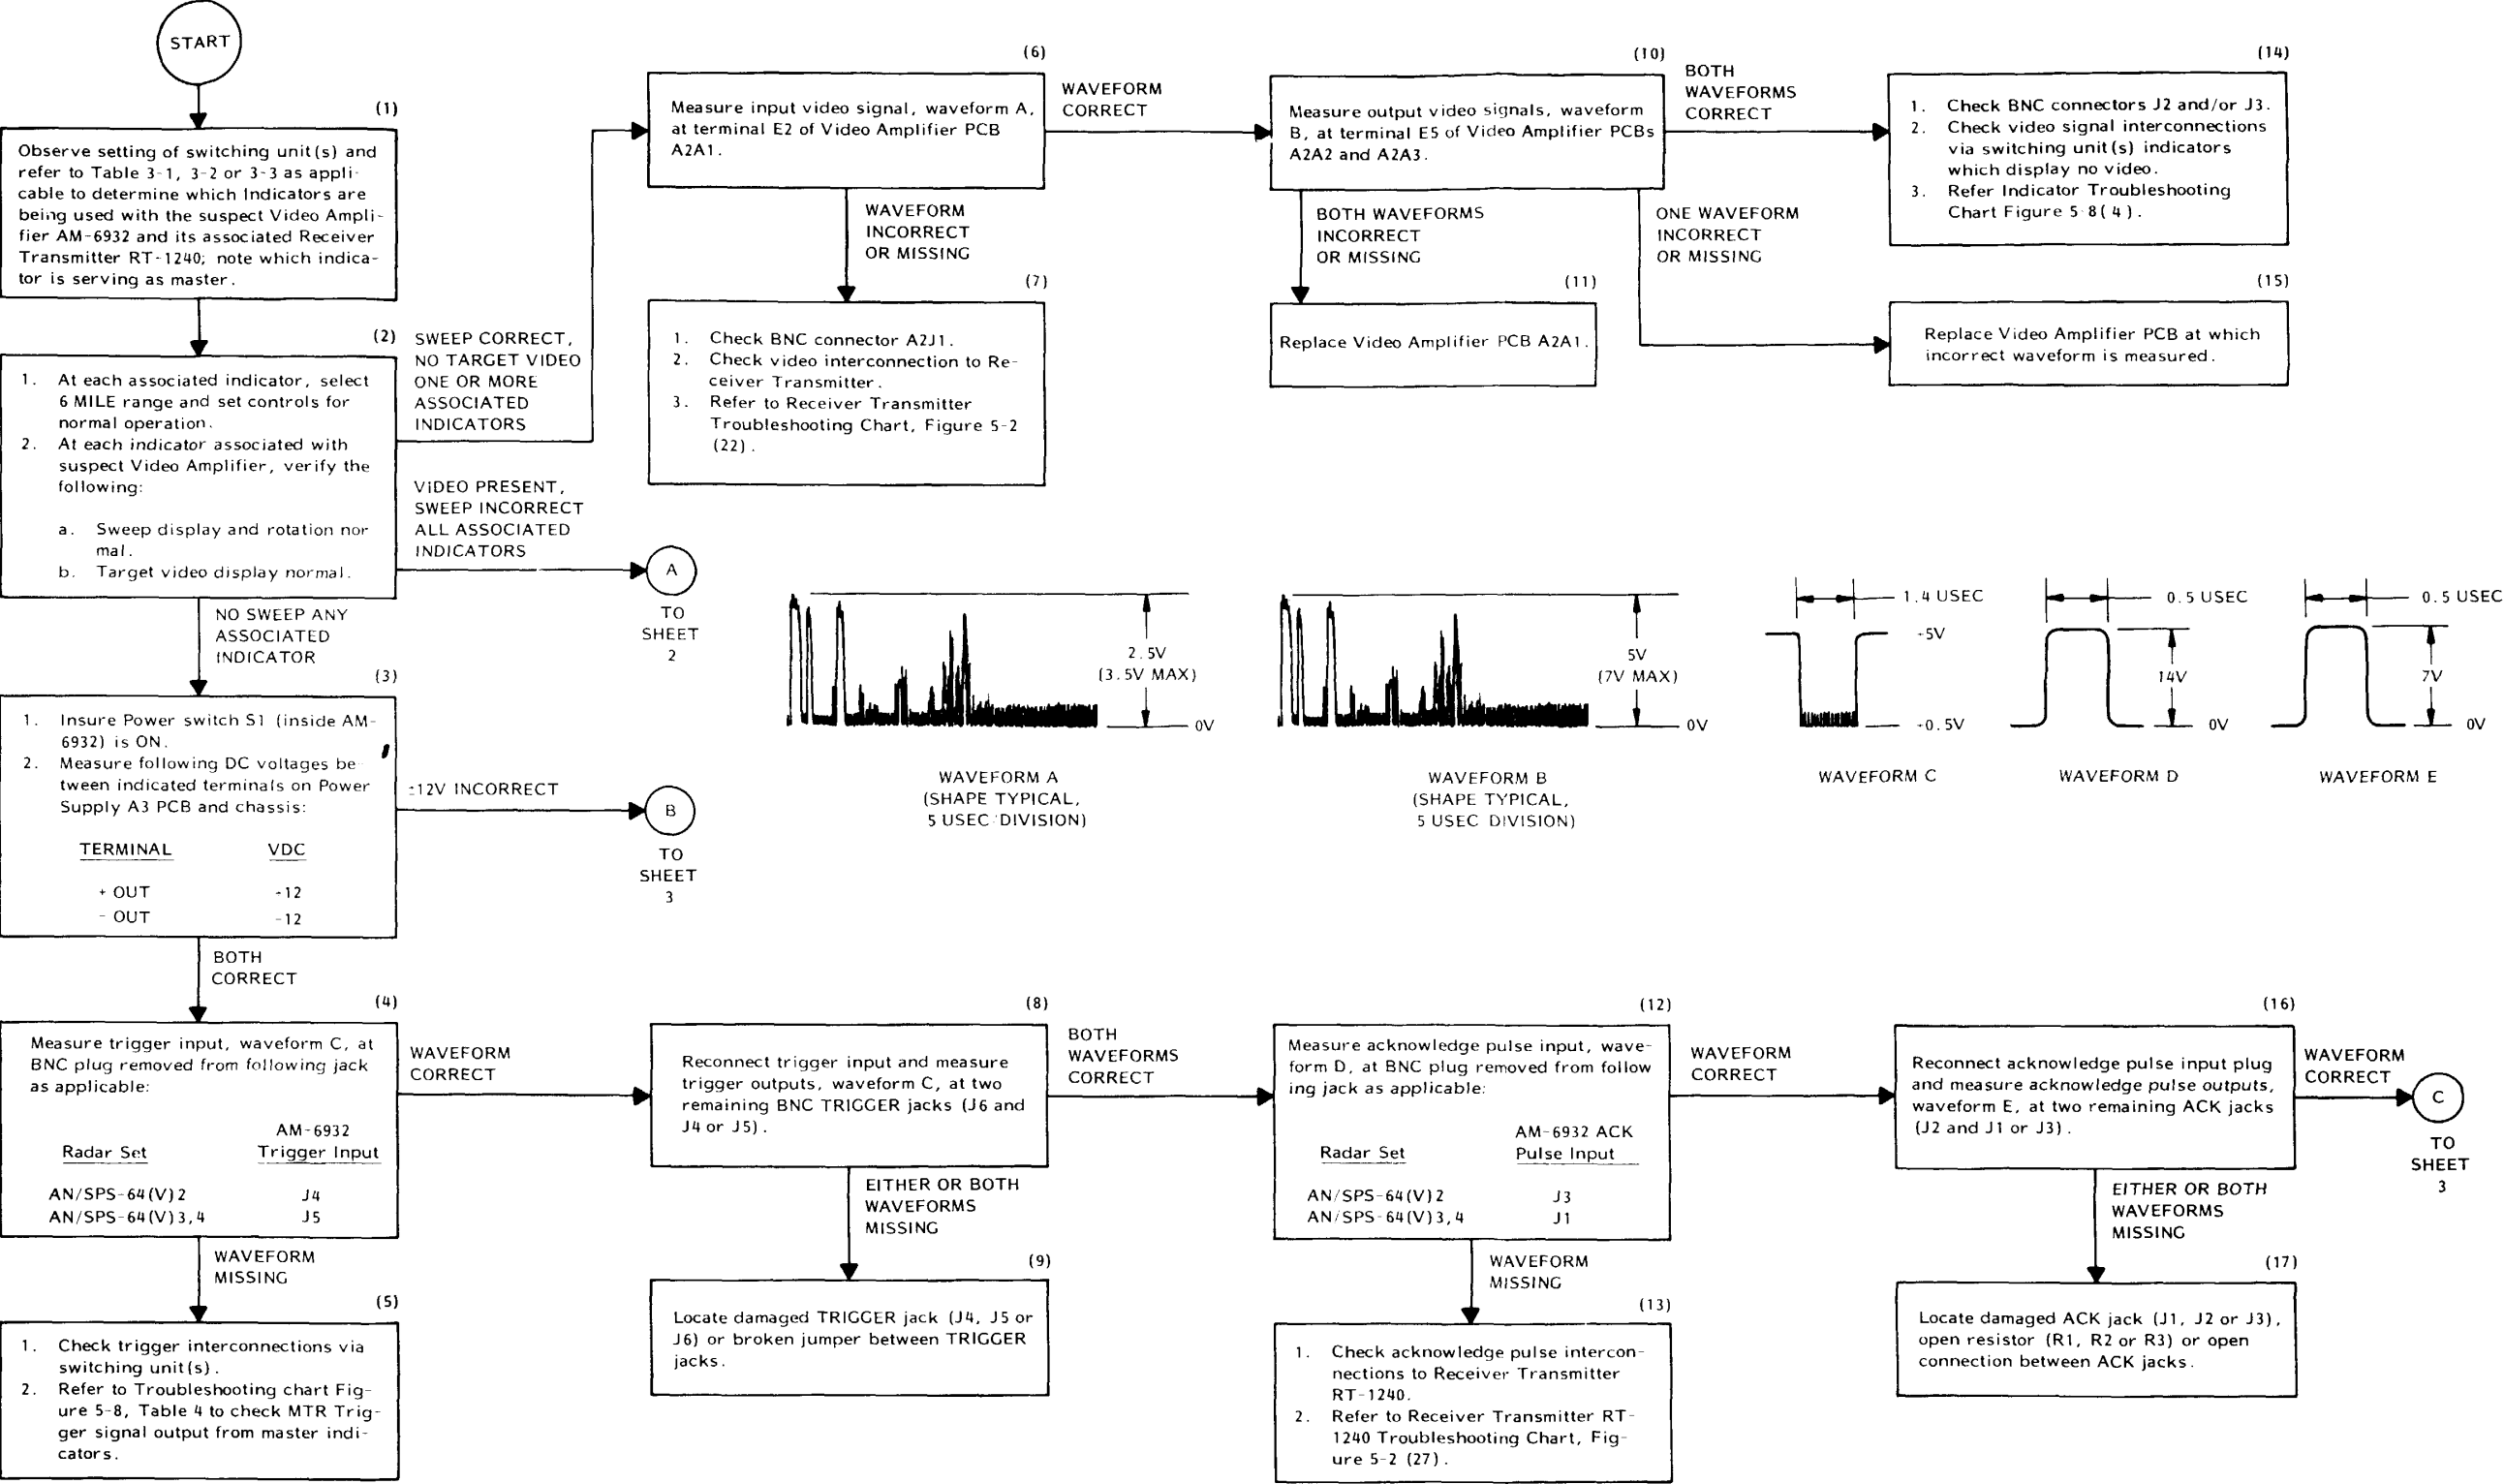 START
(1)
Observe setting of switching unit(s) and
refer to Table 3-1, 3-2 or 3-3 as appli-
cable to determine which Indicators are
being used with the suspect Video Ampli-
fier AM-6932 and its associated Receiver
Transmitter RT-1240; note which indica-
tor is serving as master.
(2)
1. At each associated indicator, select
6 MILE range and set controls for
normal operation.
2. At each indicator associated with
suspect Video Amplifier, verify the
following:
a. Sweep display and rotation nor
mal.
b. Target video display normal.
SWEEP CORRECT,
NO TARGET VIDEO
ONE OR MORE
ASSOCIATED
INDICATORS
VIDEO PRESENT,
SWEEP INCORRECT
ALL ASSOCIATED
INDICATORS
A
TO
SHEET
2
NO SWEEP ANY
ASSOCIATED
INDICATOR
(3)
1. Insure Power switch S1 (inside AM-
6932) is ON.
2. Measure following DC voltages be
tween indicated terminals on Power
Supply A3 PCB and chassis:
TERMINAL VDC
+ OUT -12
- OUT -12
±12V INCORRECT
B
TO
SHEET
3
BOTH
CORRECT
(4)
Measure trigger input, waveform C, at
BNC plug removed from following jack
as applicable:
AM-6932
Radar Set Trigger Input
AN/SPS-64(V)2 J4
AN/SPS-64(V)3,4 J5
WAVEFORM
CORRECT
WAVEFORM
MISSING
(5)
1. Check trigger interconnections via
switching unit(s).
2. Refer to Troubleshooting chart Fig-
ure 5-8, Table 4 to check MTR Trig-
ger signal output from master indi-
cators.
(6)
Measure input video signal, waveform A,
at terminal E2 of Video Amplifier PCB
A2A1.
WAVEFORM
CORRECT
WAVEFORM
INCORRECT
OR MISSING
(7)
1. Check BNC connector A2J1.
2. Check video interconnection to Re-
ceiver Transmitter.
3. Refer to Receiver Transmitter
Troubleshooting Chart, Figure 5-2
(22).
(10)
Measure output video signals, waveform
B, at terminal E5 of Video Amplifier PCBs
A2A2 and A2A3.
BOTH
WAVEFORMS
CORRECT
BOTH WAVEFORMS
INCORRECT
OR MISSING
ONE WAVEFORM
INCORRECT
OR MISSING
(11)
Replace Video Amplifier PCB A2A1.
(14)
1. Check BNC connectors J2 and/or J3.
2. Check video signal interconnections
via switching unit(s) indicators
which display no video.
3. Refer Indicator Troubleshooting
Chart Figure 5-8(4).
(15)
Replace Video Amplifier PCB at which
incorrect waveform is measured.
2.5V
(3.5V MAX)
0V
WAVEFORM A
(SHAPE TYPICAL,
5 USEC DIVISION)
5V
(7V MAX)
0V
WAVEFORM B
(SHAPE TYPICAL,
5 USEC DIVISION)
1.4 USEC
-5V
-0.5V
WAVEFORM C
0.5 USEC
14V
0V
WAVEFORM D
0.5 USEC
7V
0V
WAVEFORM E
(8)
Reconnect trigger input and measure
trigger outputs, waveform C, at two
remaining BNC TRIGGER jacks (J6 and
J4 or J5).
BOTH
WAVEFORMS
CORRECT
EITHER OR BOTH
WAVEFORMS
MISSING
(9)
Locate damaged TRIGGER jack (J4, J5 or
J6) or broken jumper between TRIGGER
jacks.
(12)
Measure acknowledge pulse input, wave-
form D, at BNC plug removed from follow
ing jack as applicable:
AM-6932 ACK
Radar Set Pulse Input
AN/SPS-64(V)2 J3
AN/SPS-64(V)3,4 J1
WAVEFORM
CORRECT
WAVEFORM
MISSING
(13)
1. Check acknowledge pulse intercon-
nections to Receiver Transmitter
RT-1240.
2. Refer to Receiver Transmitter RT-
1240 Troubleshooting Chart, Fig-
ure 5-2 (27).
(16)
Reconnect acknowledge pulse input plug
and measure acknowledge pulse outputs,
waveform E, at two remaining ACK jacks
(J2 and J1 or J3).
WAVEFORM
CORRECT
C
TO
SHEET
3
EITHER OR BOTH
WAVEFORMS
MISSING
(17)
Locate damaged ACK jack (J1, J2 or J3),
open resistor (R1, R2 or R3) or open
connection between ACK jacks.